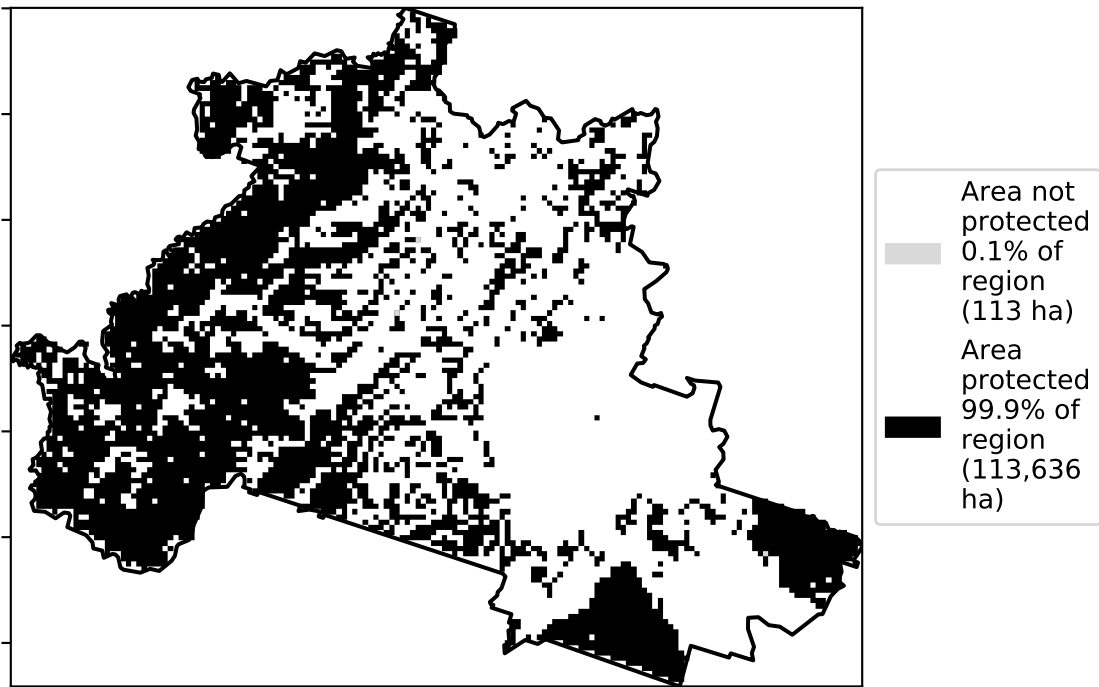 Area not
protected
0.1% of
region
(113 ha)
Area
protected
99.9% of
region
(113,636
ha)